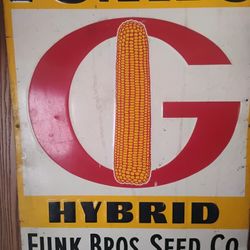 G
HYBRID
FUNK BROS. SEED CO.